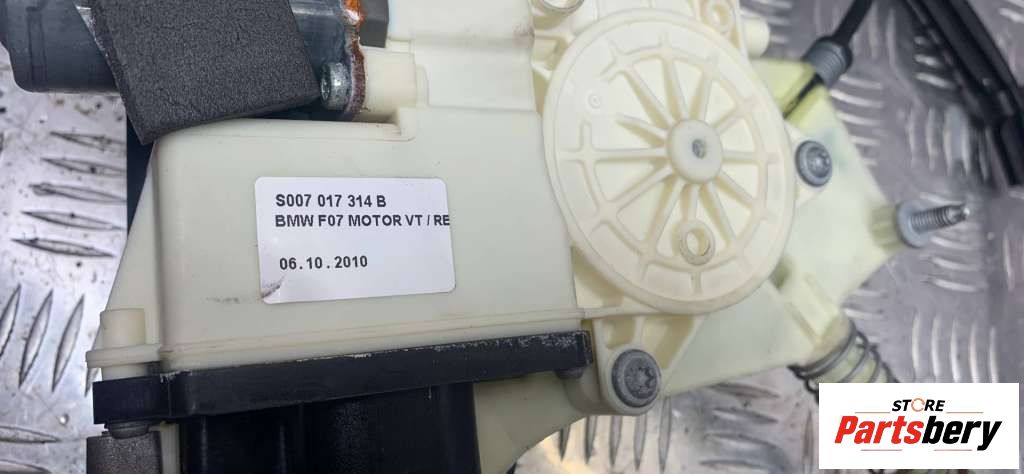 S007 017 314 B
BMW F07 MOTOR VT / RE
06.10.2010
STORE
Partsbery